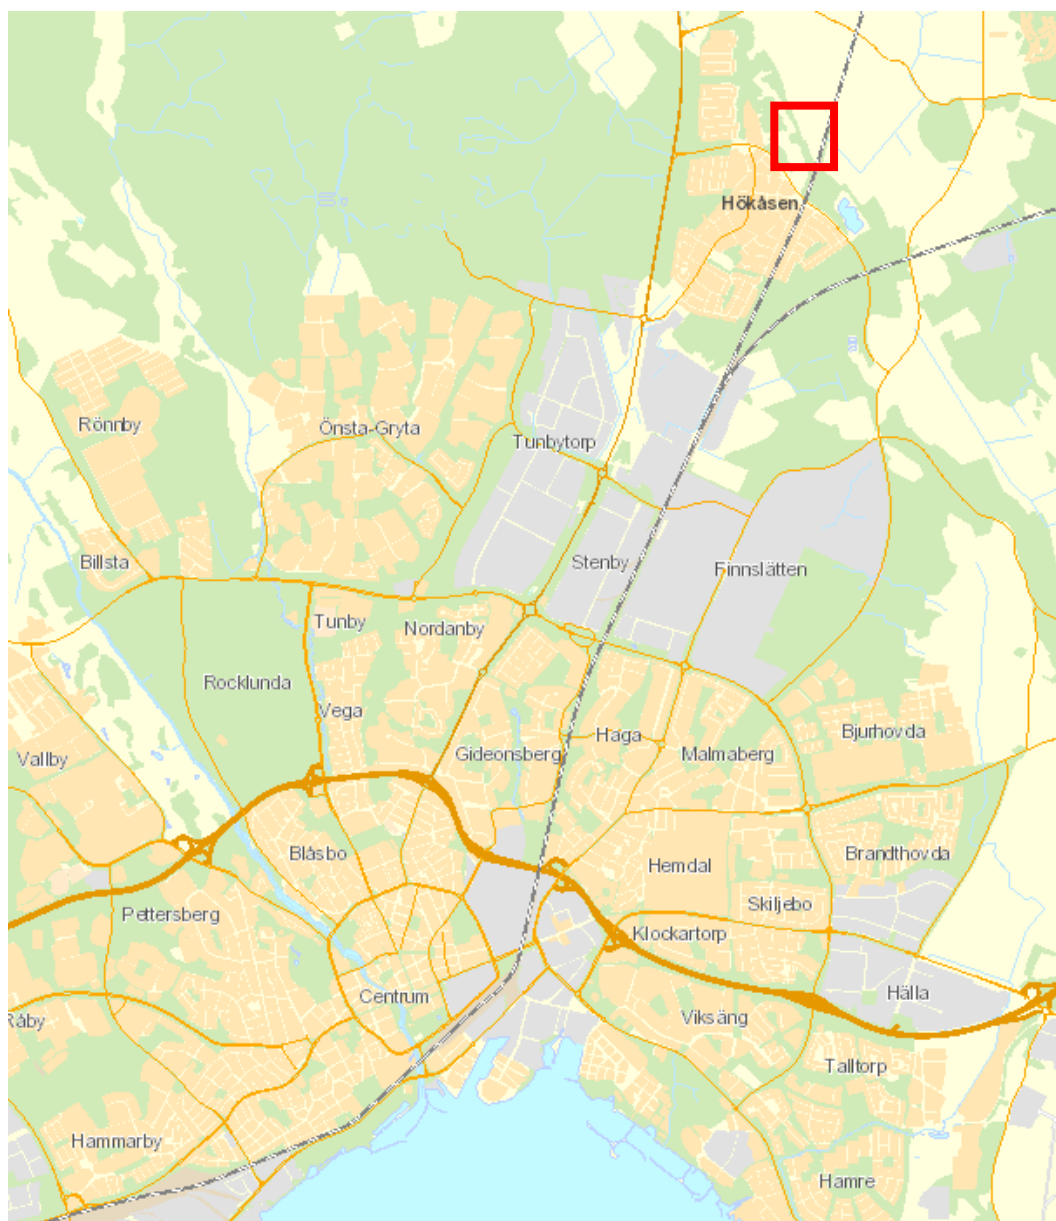 Hökåsen
Rönnby
Önsta-Gryta
Tunbytorp
Billsta
Stenby
Finnslätten
Tunby
Nordanby
Rocklunda
Vega
Haga
Bjurhovda
Vallby
Gideonsberg
Malmaberg
Blåsbo
Hemdal
Brandthovda
Skiljebo
Pettersberg
Klockartorp
Centrum
Hälla
Råby
Viksäng
Talltorp
Hammarby
Hamre